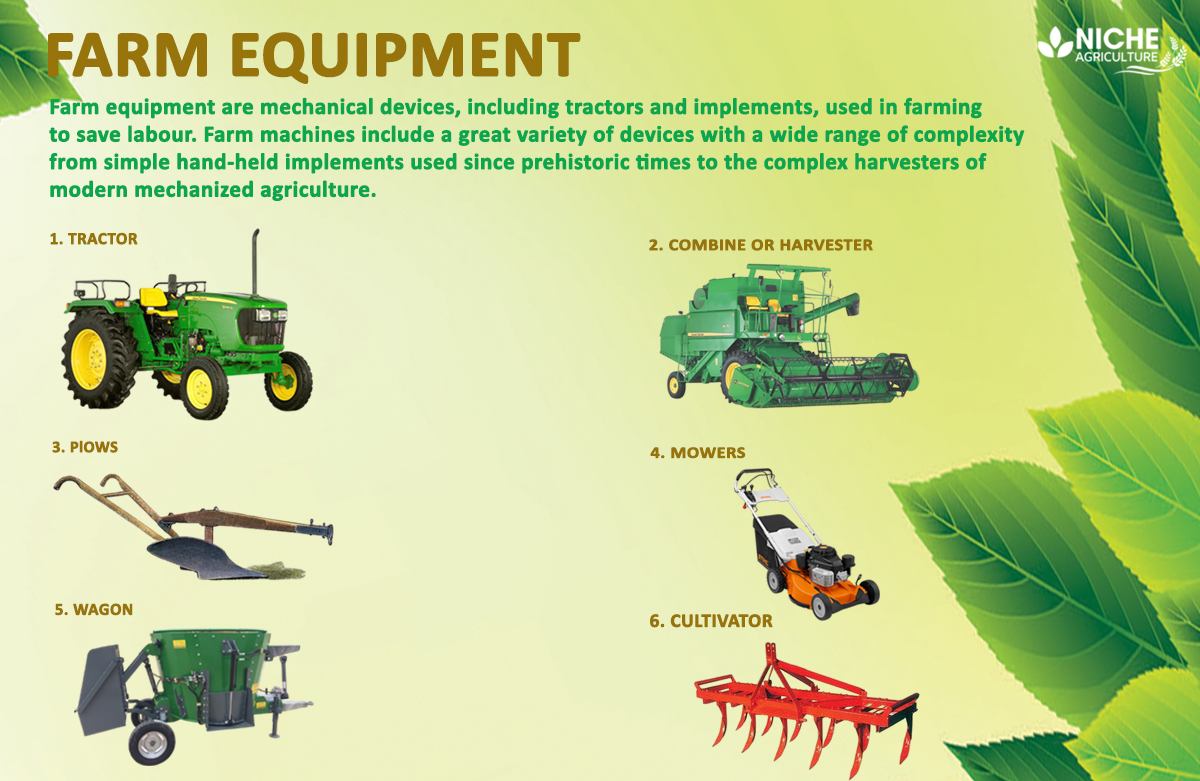 FARM EQUIPMENT
NICHE
AGRICULTURE
Farm equipment are mechanical devices, including tractors and implements, used in farming
to save labour. Farm machines include a great variety of devices with a wide range of complexity
from simple hand-held implements used since prehistoric times to the complex harvesters of
modern mechanized agriculture.
1. TRACTOR
2. COMBINE OR HARVESTER
3. PlOWS
4. MOWERS
5. WAGON
6. CULTIVATOR